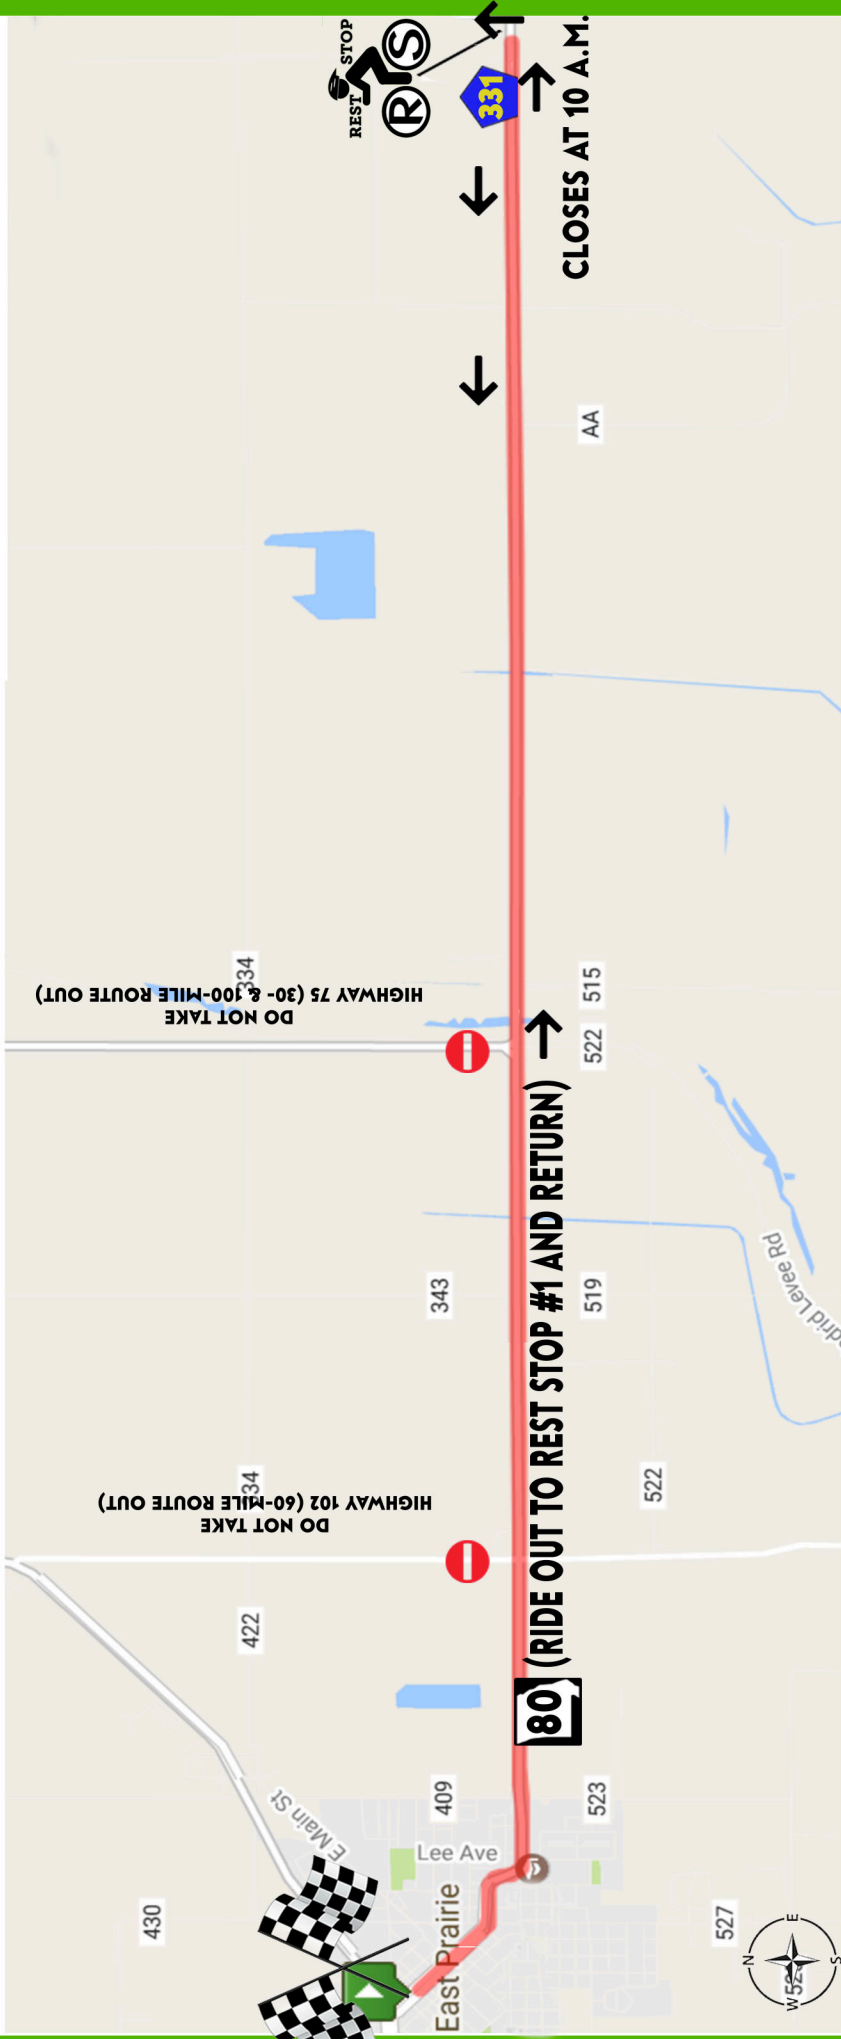 REST STOP
R S
331
CLOSES AT 10 A.M.
AA
334
DO NOT TAKE
HIGHWAY 75 (30- & 100-MILE ROUTE OUT)
515
522
343
519
Levee Rd
DO NOT TAKE
HIGHWAY 102 (60-MILE ROUTE OUT)
522
422
80 (RIDE OUT TO REST STOP #1 AND RETURN)
E Main St
409
523
Lee Ave
430
East Prairie
527
N
E
S
W